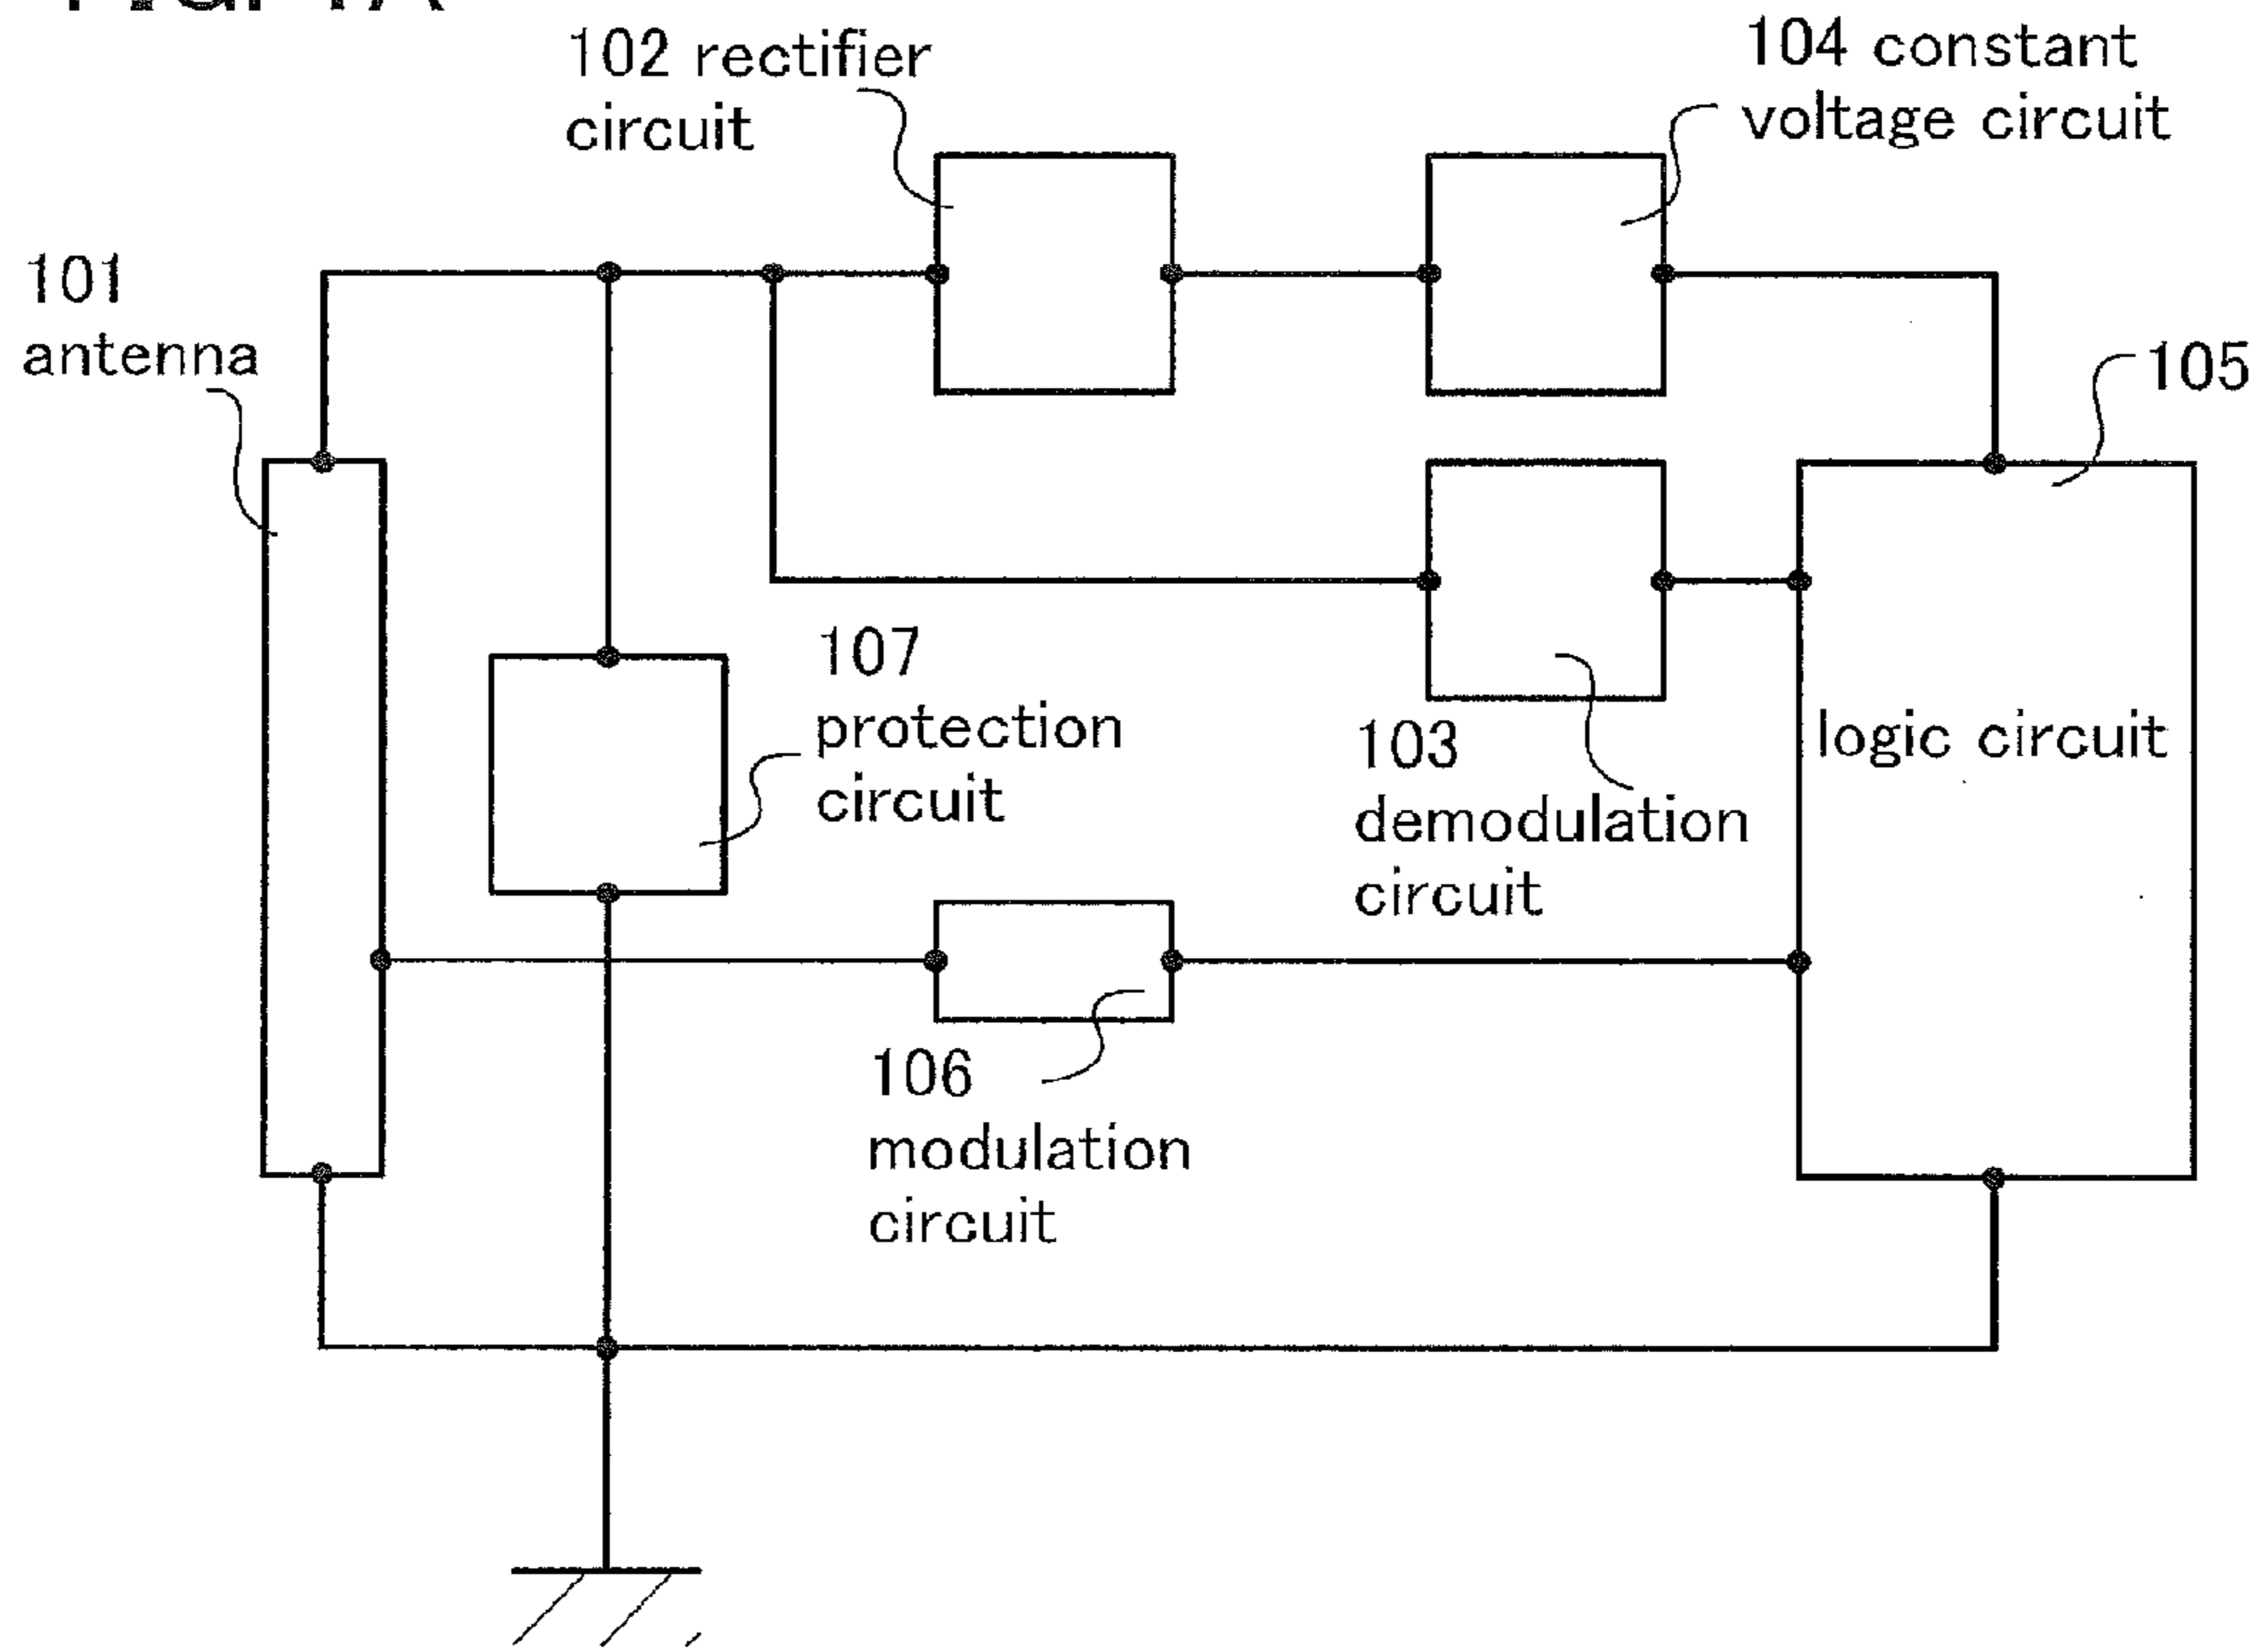 102 rectifier
circuit
104 constant
voltage circuit
101
antenna
105
107
protection
circuit
103
demodulation
circuit
logic circuit
106
modulation
circuit